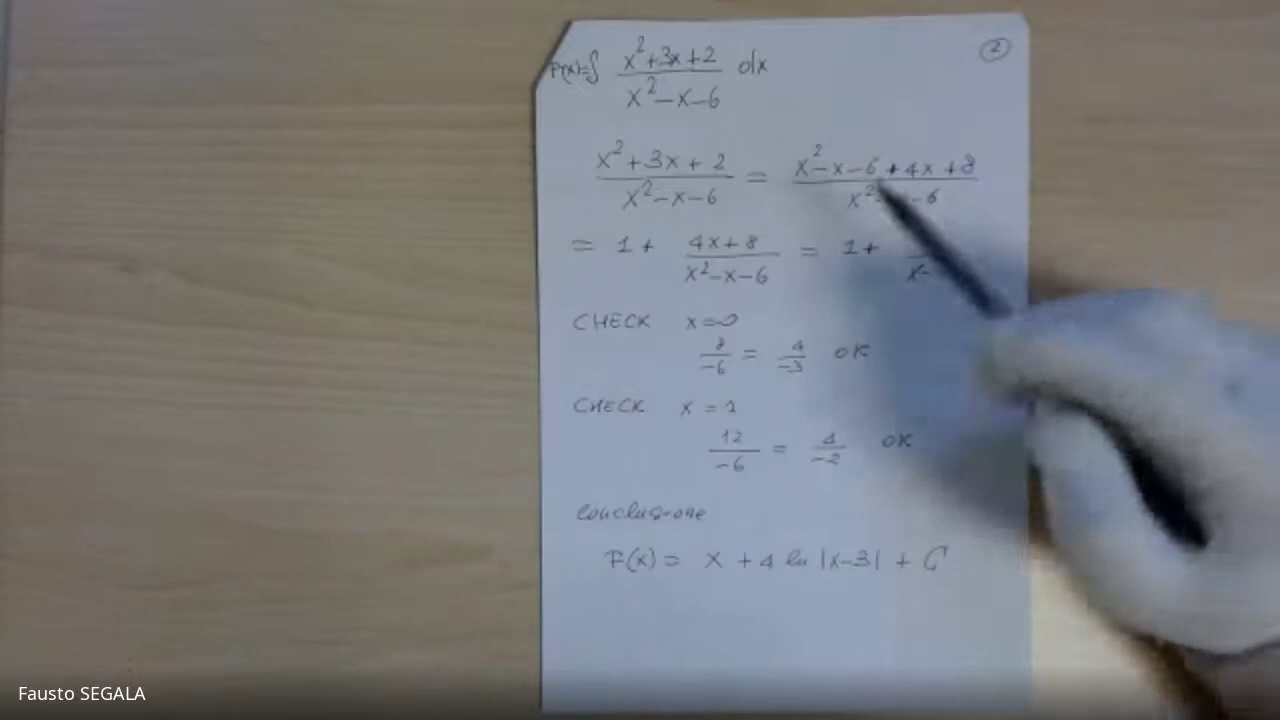 ②
F(x)=∫ x²+3x+2 / x²-x-6 dx
x²+3x+2 / x²-x-6 = x²-x-6+4x+8 / x²-x-6
= 1+ 4x+8 / x²-x-6 = 1+ / x-
CHECK x=0
8/-6 = 4/-3 OK
CHECK x=1
12/-6 = 4/-2 OK
Conclusione
F(x)= x+4 ln |x-3| + C
Fausto SEGALA